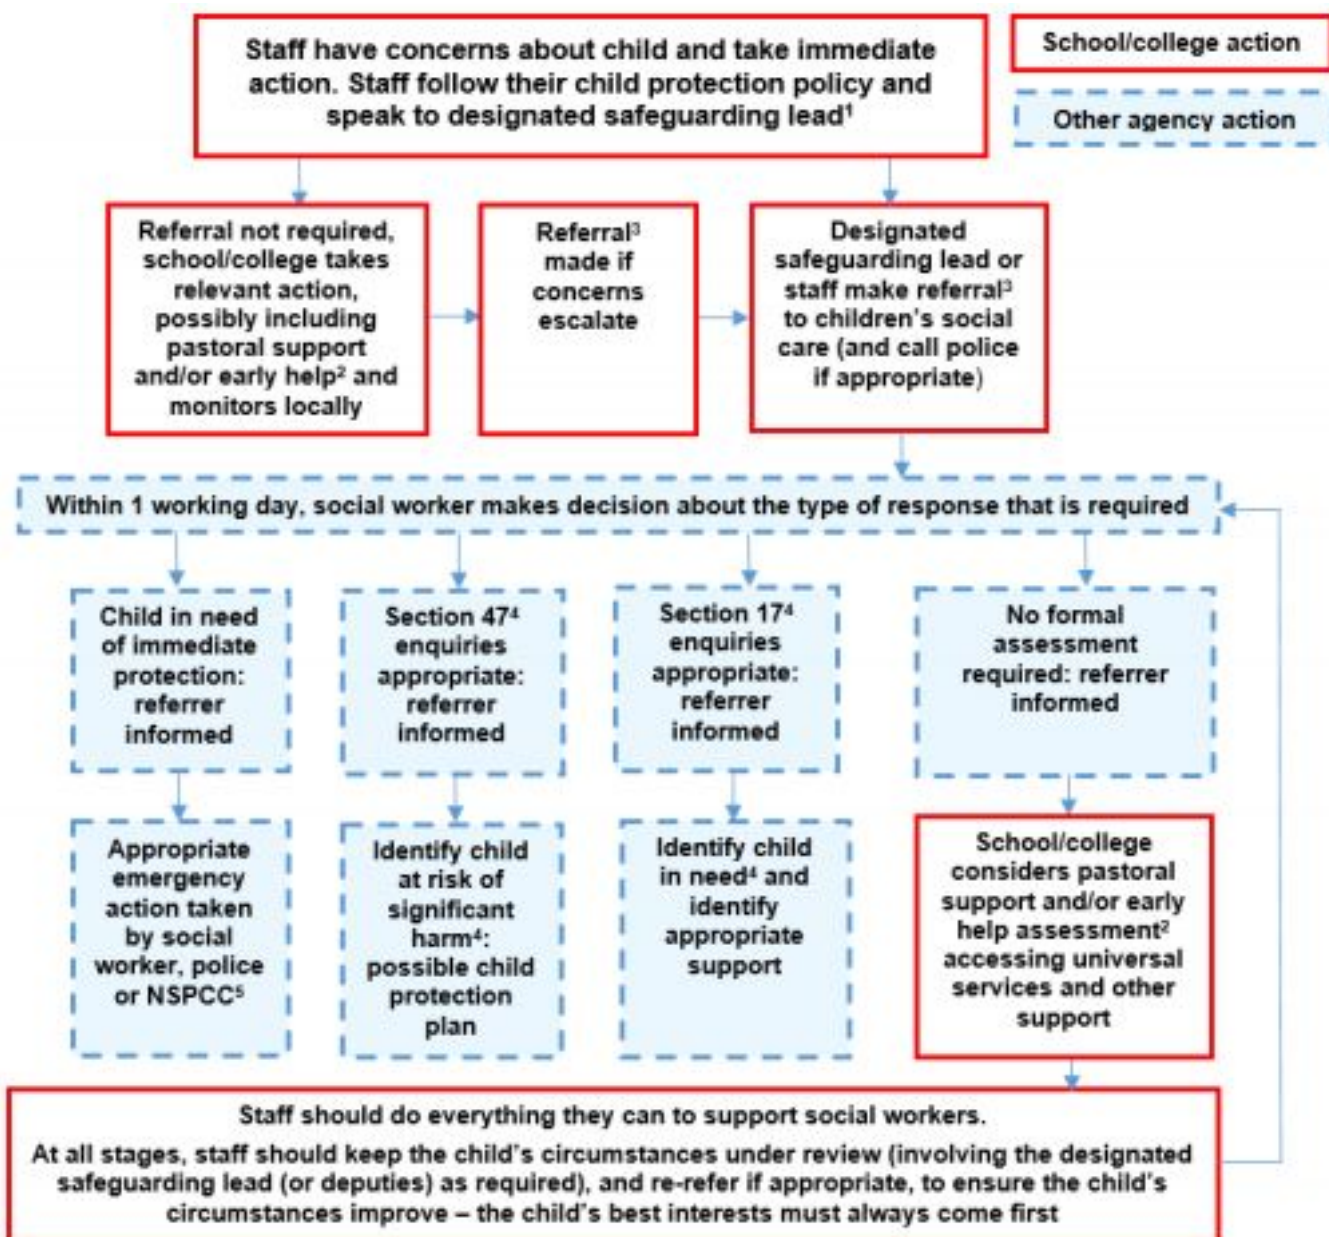 Staff have concerns about child and take immediate
action. Staff follow their child protection policy and
speak to designated safeguarding lead¹
School/college action
Other agency action
Referral not required,
school/college takes
relevant action,
possibly including
pastoral support
and/or early help² and
monitors locally
Referral³
made if
concerns
escalate
Designated
safeguarding lead or
staff make referral³
to children's social
care (and call police
if appropriate)
Within 1 working day, social worker makes decision about the type of response that is required
Child in need
of immediate
protection:
referrer
informed
Section 47⁴
enquiries
appropriate:
referrer
informed
Section 17⁴
enquiries
appropriate:
referrer
informed
No formal
assessment
required: referrer
informed
Appropriate
emergency
action taken
by social
worker, police
or NSPCC⁵
Identify child
at risk of
significant
harm⁴:
possible child
protection
plan
Identify child
in need⁴ and
identify
appropriate
support
School/college
considers pastoral
support and/or early
help assessment²
accessing universal
services and other
support
Staff should do everything they can to support social workers.
At all stages, staff should keep the child's circumstances under review (involving the designated
safeguarding lead (or deputies) as required), and re-refer if appropriate, to ensure the child's
circumstances improve – the child's best interests must always come first